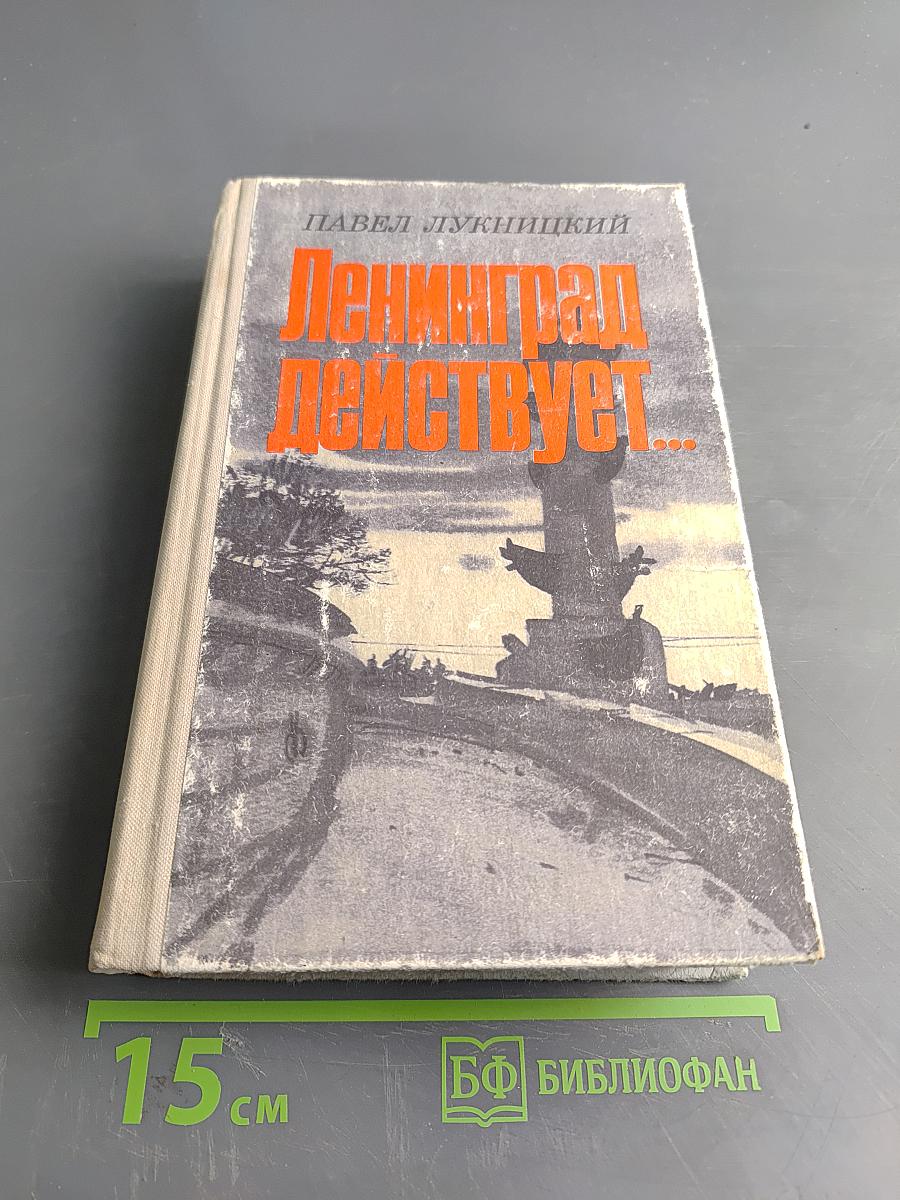 ПАВЕЛ ЛУКНИЦКИЙ
Ленинград
действует...
15 см
БФ БИБЛИОФАН